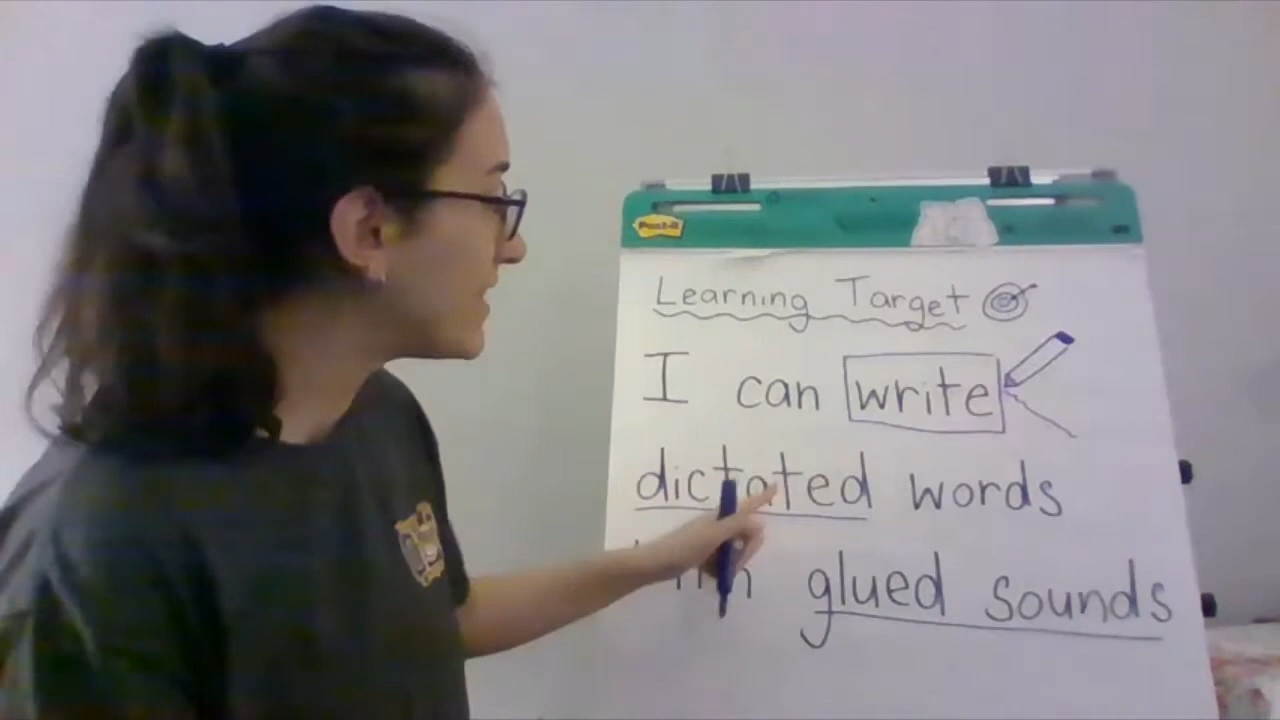 Post-it
Learning Target
I can write
dictated words
glued sounds